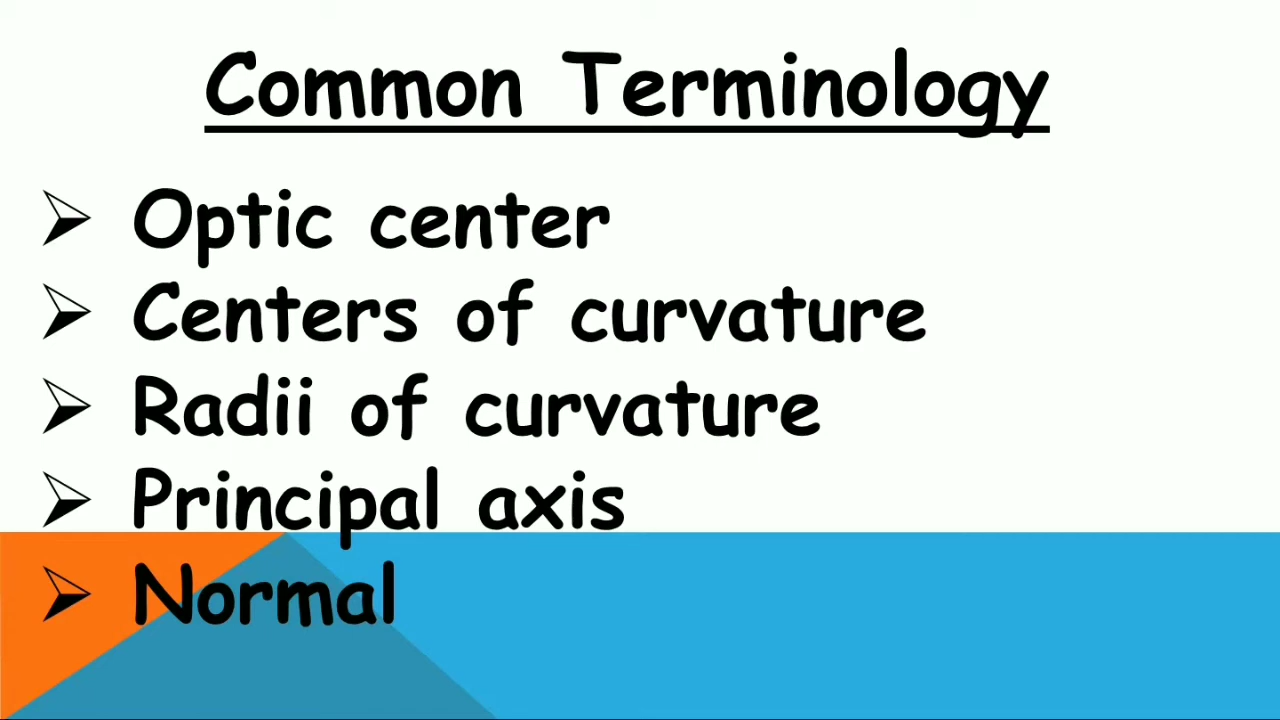 Common Terminology
➢ Optic center
➢ Centers of curvature
➢ Radii of curvature
➢ Principal axis
➢ Normal